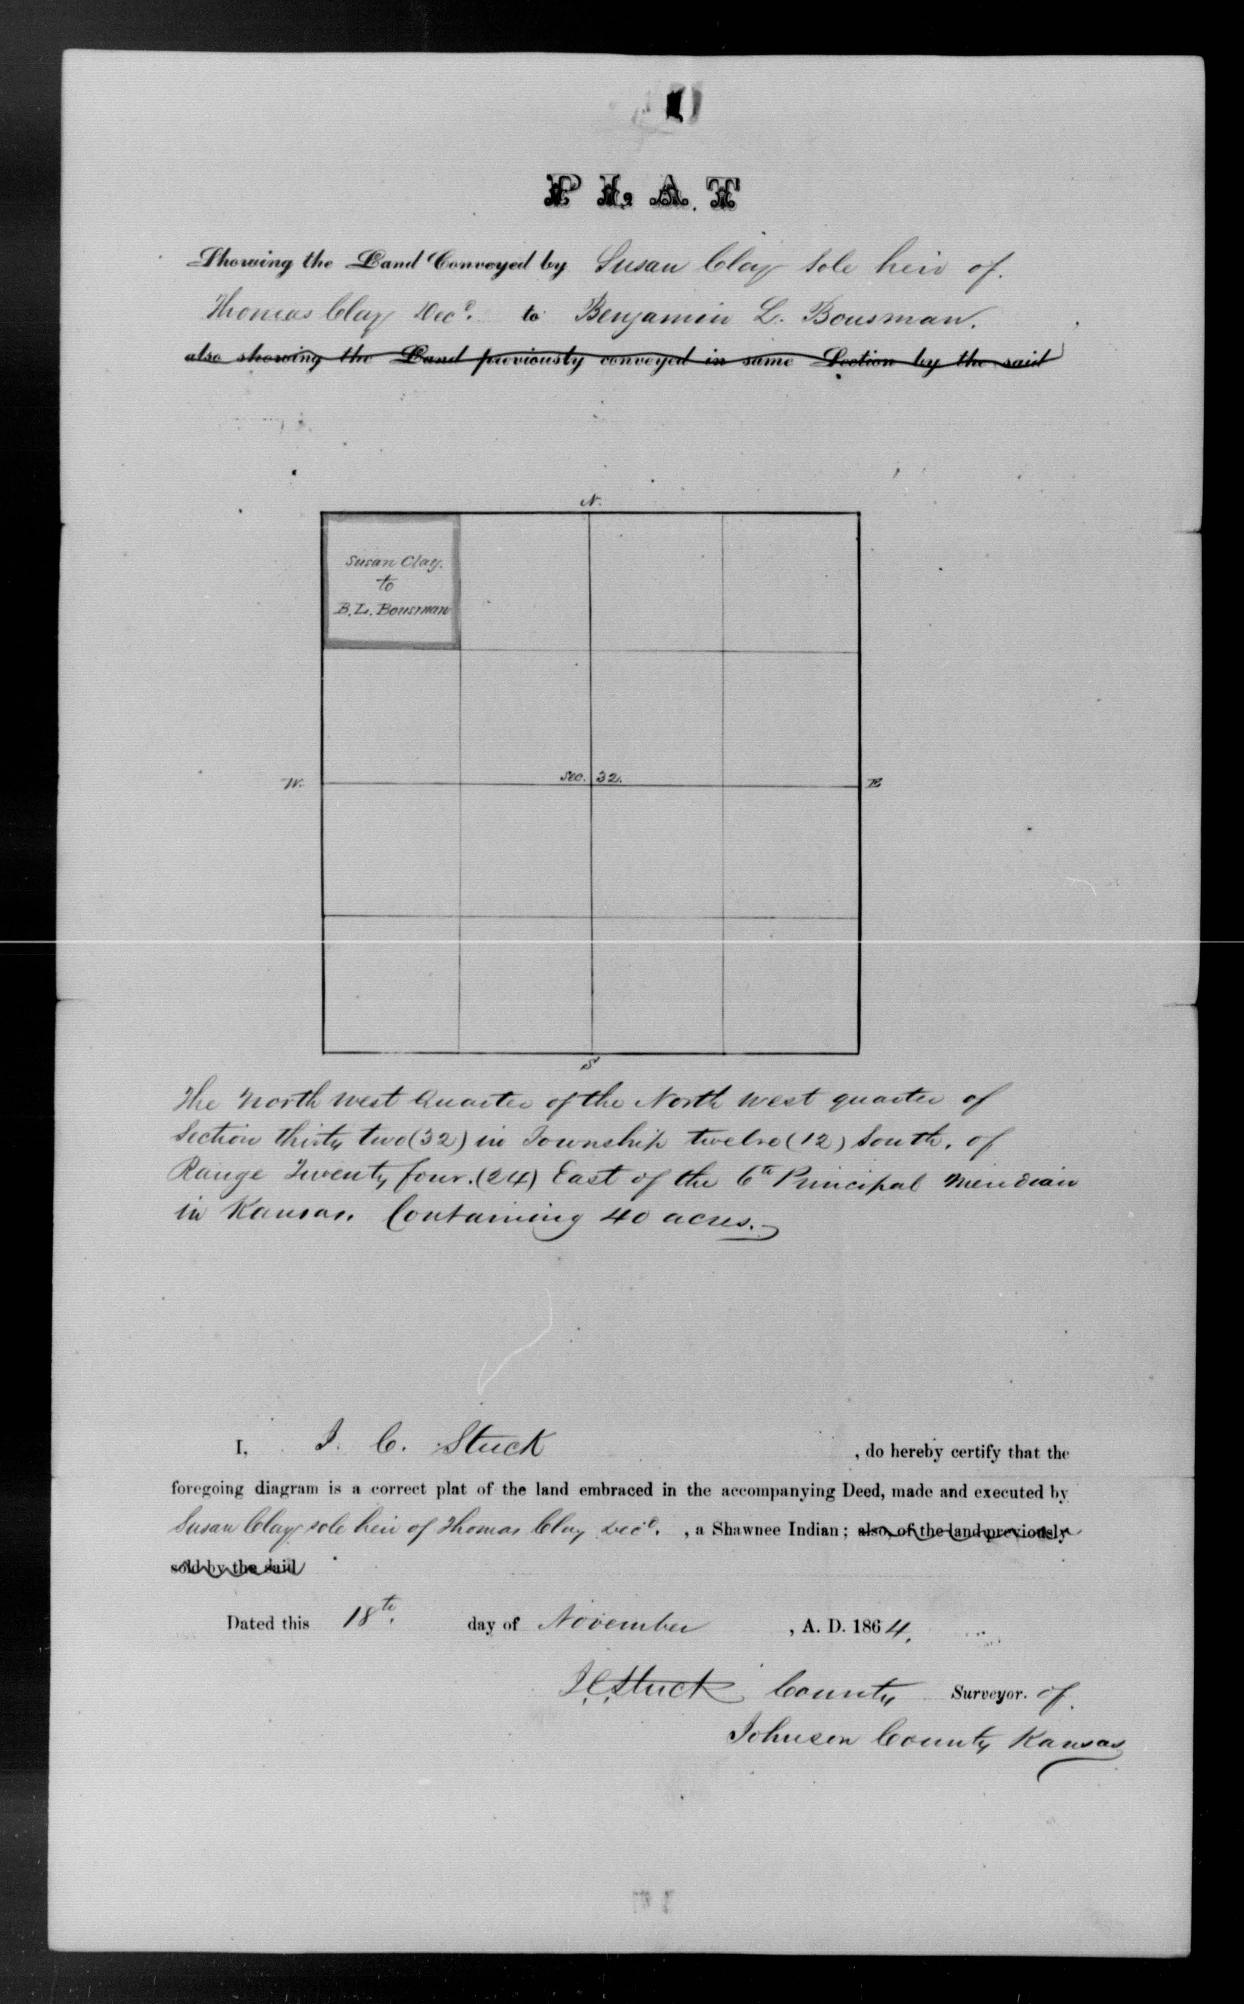 PLAT
Showing the Land Conveyed by Susan Clay sole heir of
Thomas Clay Decd. to Benjamin L. Bousman.
also showing the Land previously conveyed in same Section by the said
N.
Susan Clay.
to
B. L. Bousman
W. Sec. 32. E
S
The North west Quarter of the North west quarter of
Section thirty two (32) in Township twelve (12) South, of
Range Twenty four. (24) East of the 6th Principal Meridian
in Kansas. Containing 40 acres.
I, J. C. Stuck , do hereby certify that the
foregoing diagram is a correct plat of the land embraced in the accompanying Deed, made and executed by
Susan Clay sole heir of Thomas Clay Decd. , a Shawnee Indian; also, of the land previously
sold by the said
Dated this 18th. day of November , A. D. 1864.
J. C. Stuck County Surveyor. of
Johnson County Kansas